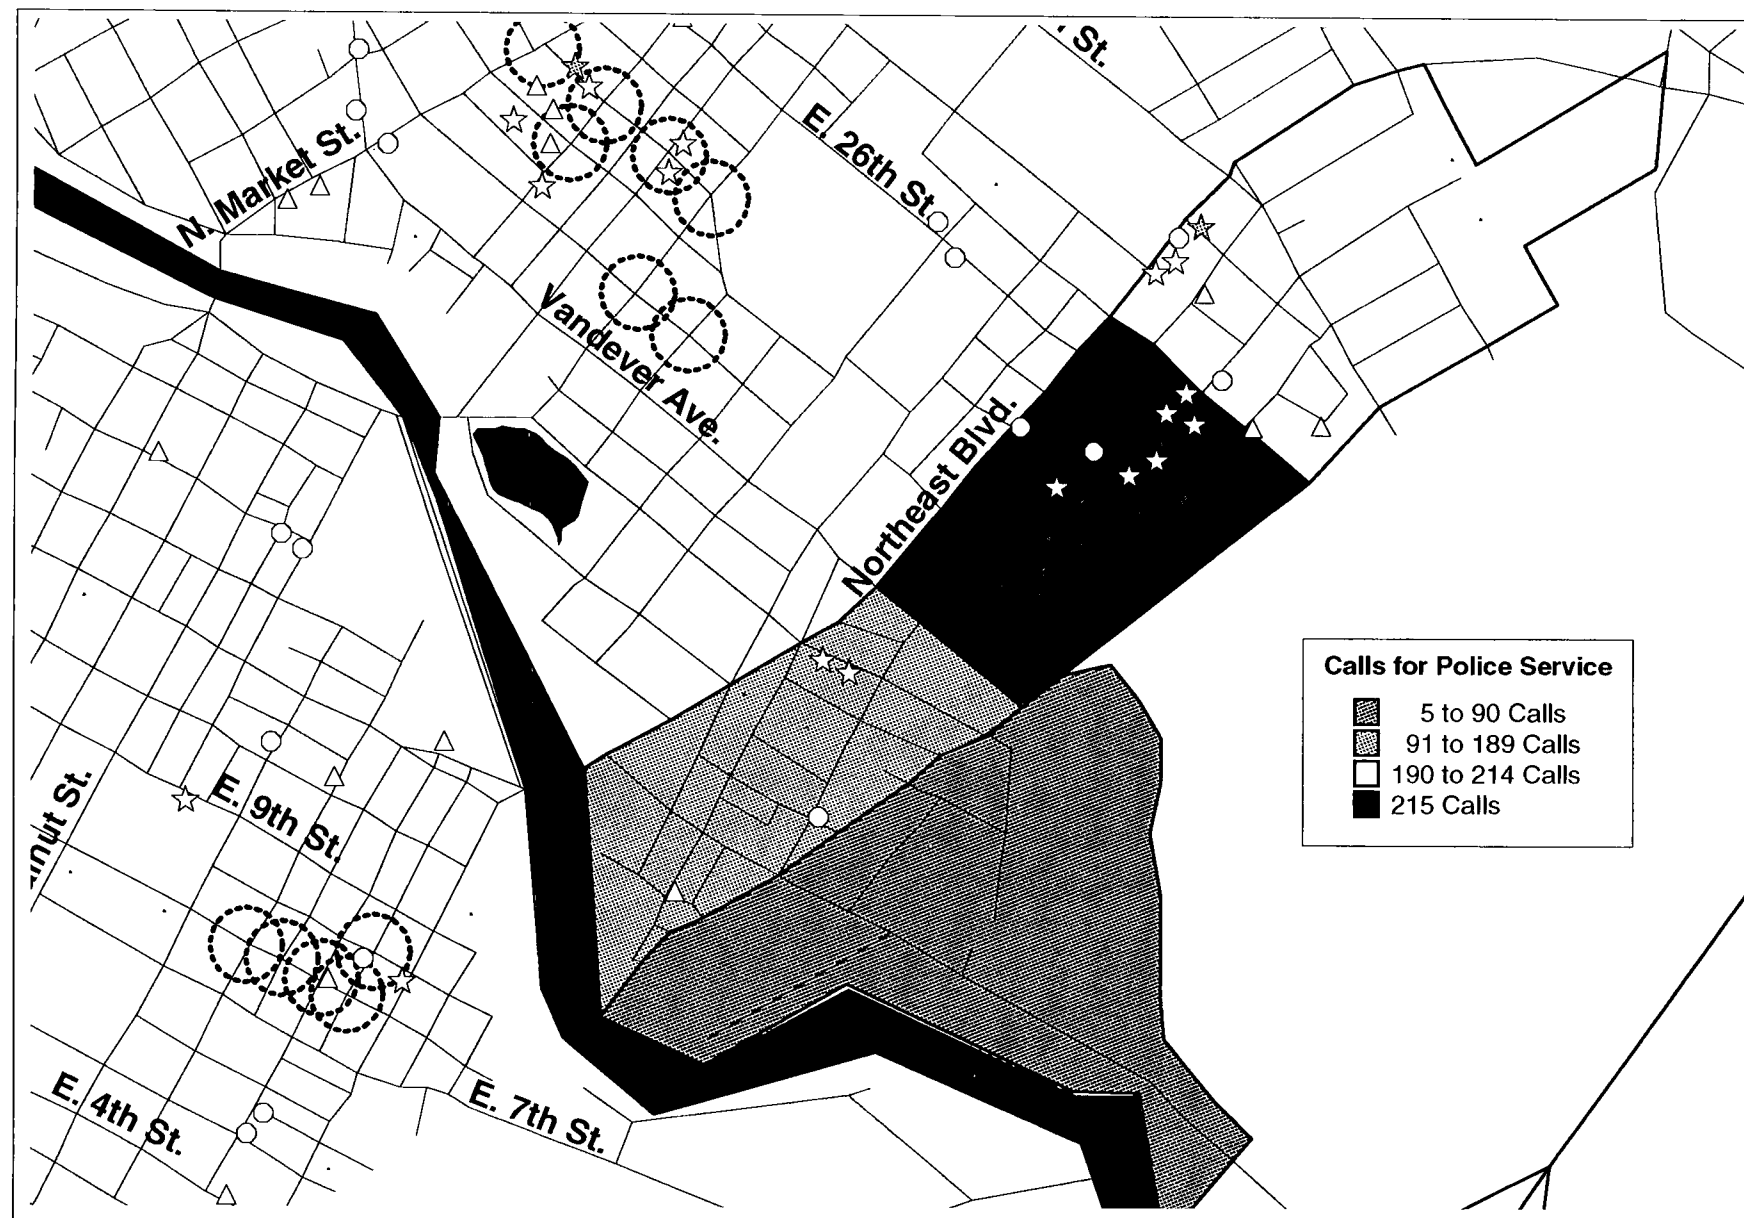 St.
E. 26th St.
N. Market St.
Vandever Ave.
Northeast Blvd.
Calls for Police Service
5 to 90 Calls
91 to 189 Calls
190 to 214 Calls
215 Calls
E. 9th St.
St.
E. 4th St.
E. 7th St.